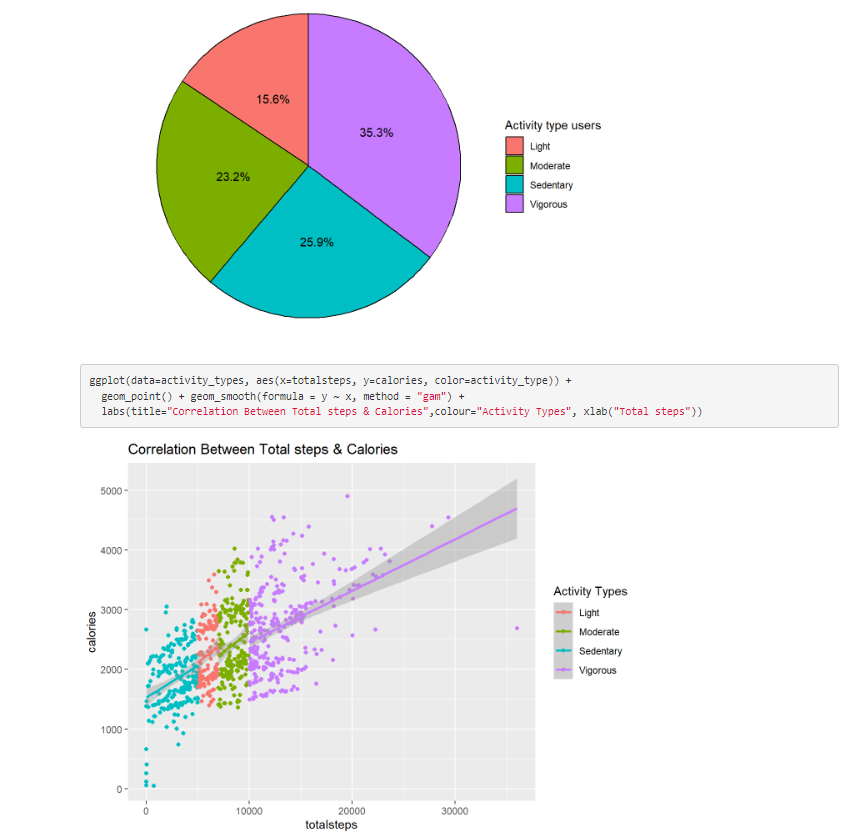 15.6%
35.3%
23.2%
25.9%
Activity type users
Light
Moderate
Sedentary
Vigorous
ggplot(data=activity_types, aes(x=totalsteps, y=calories, color=activity_type)) +
  geom_point() + geom_smooth(formula = y ~ x, method = "gam") +
  labs(title="Correlation Between Total steps & Calories",colour="Activity Types", xlab("Total steps"))
Correlation Between Total steps & Calories
calories
5000
4000
3000
2000
1000
0
0
10000
20000
30000
totalsteps
Activity Types
Light
Moderate
Sedentary
Vigorous